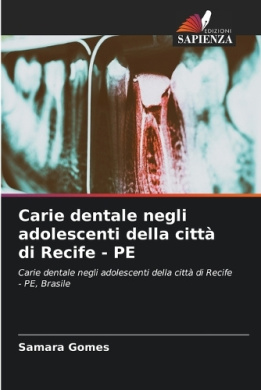 EDIZIONI
SAPIENZA
Carie dentale negli
adolescenti della città
di Recife - PE
Carie dentale negli adolescenti della città di Recife
- PE, Brasile
Samara Gomes